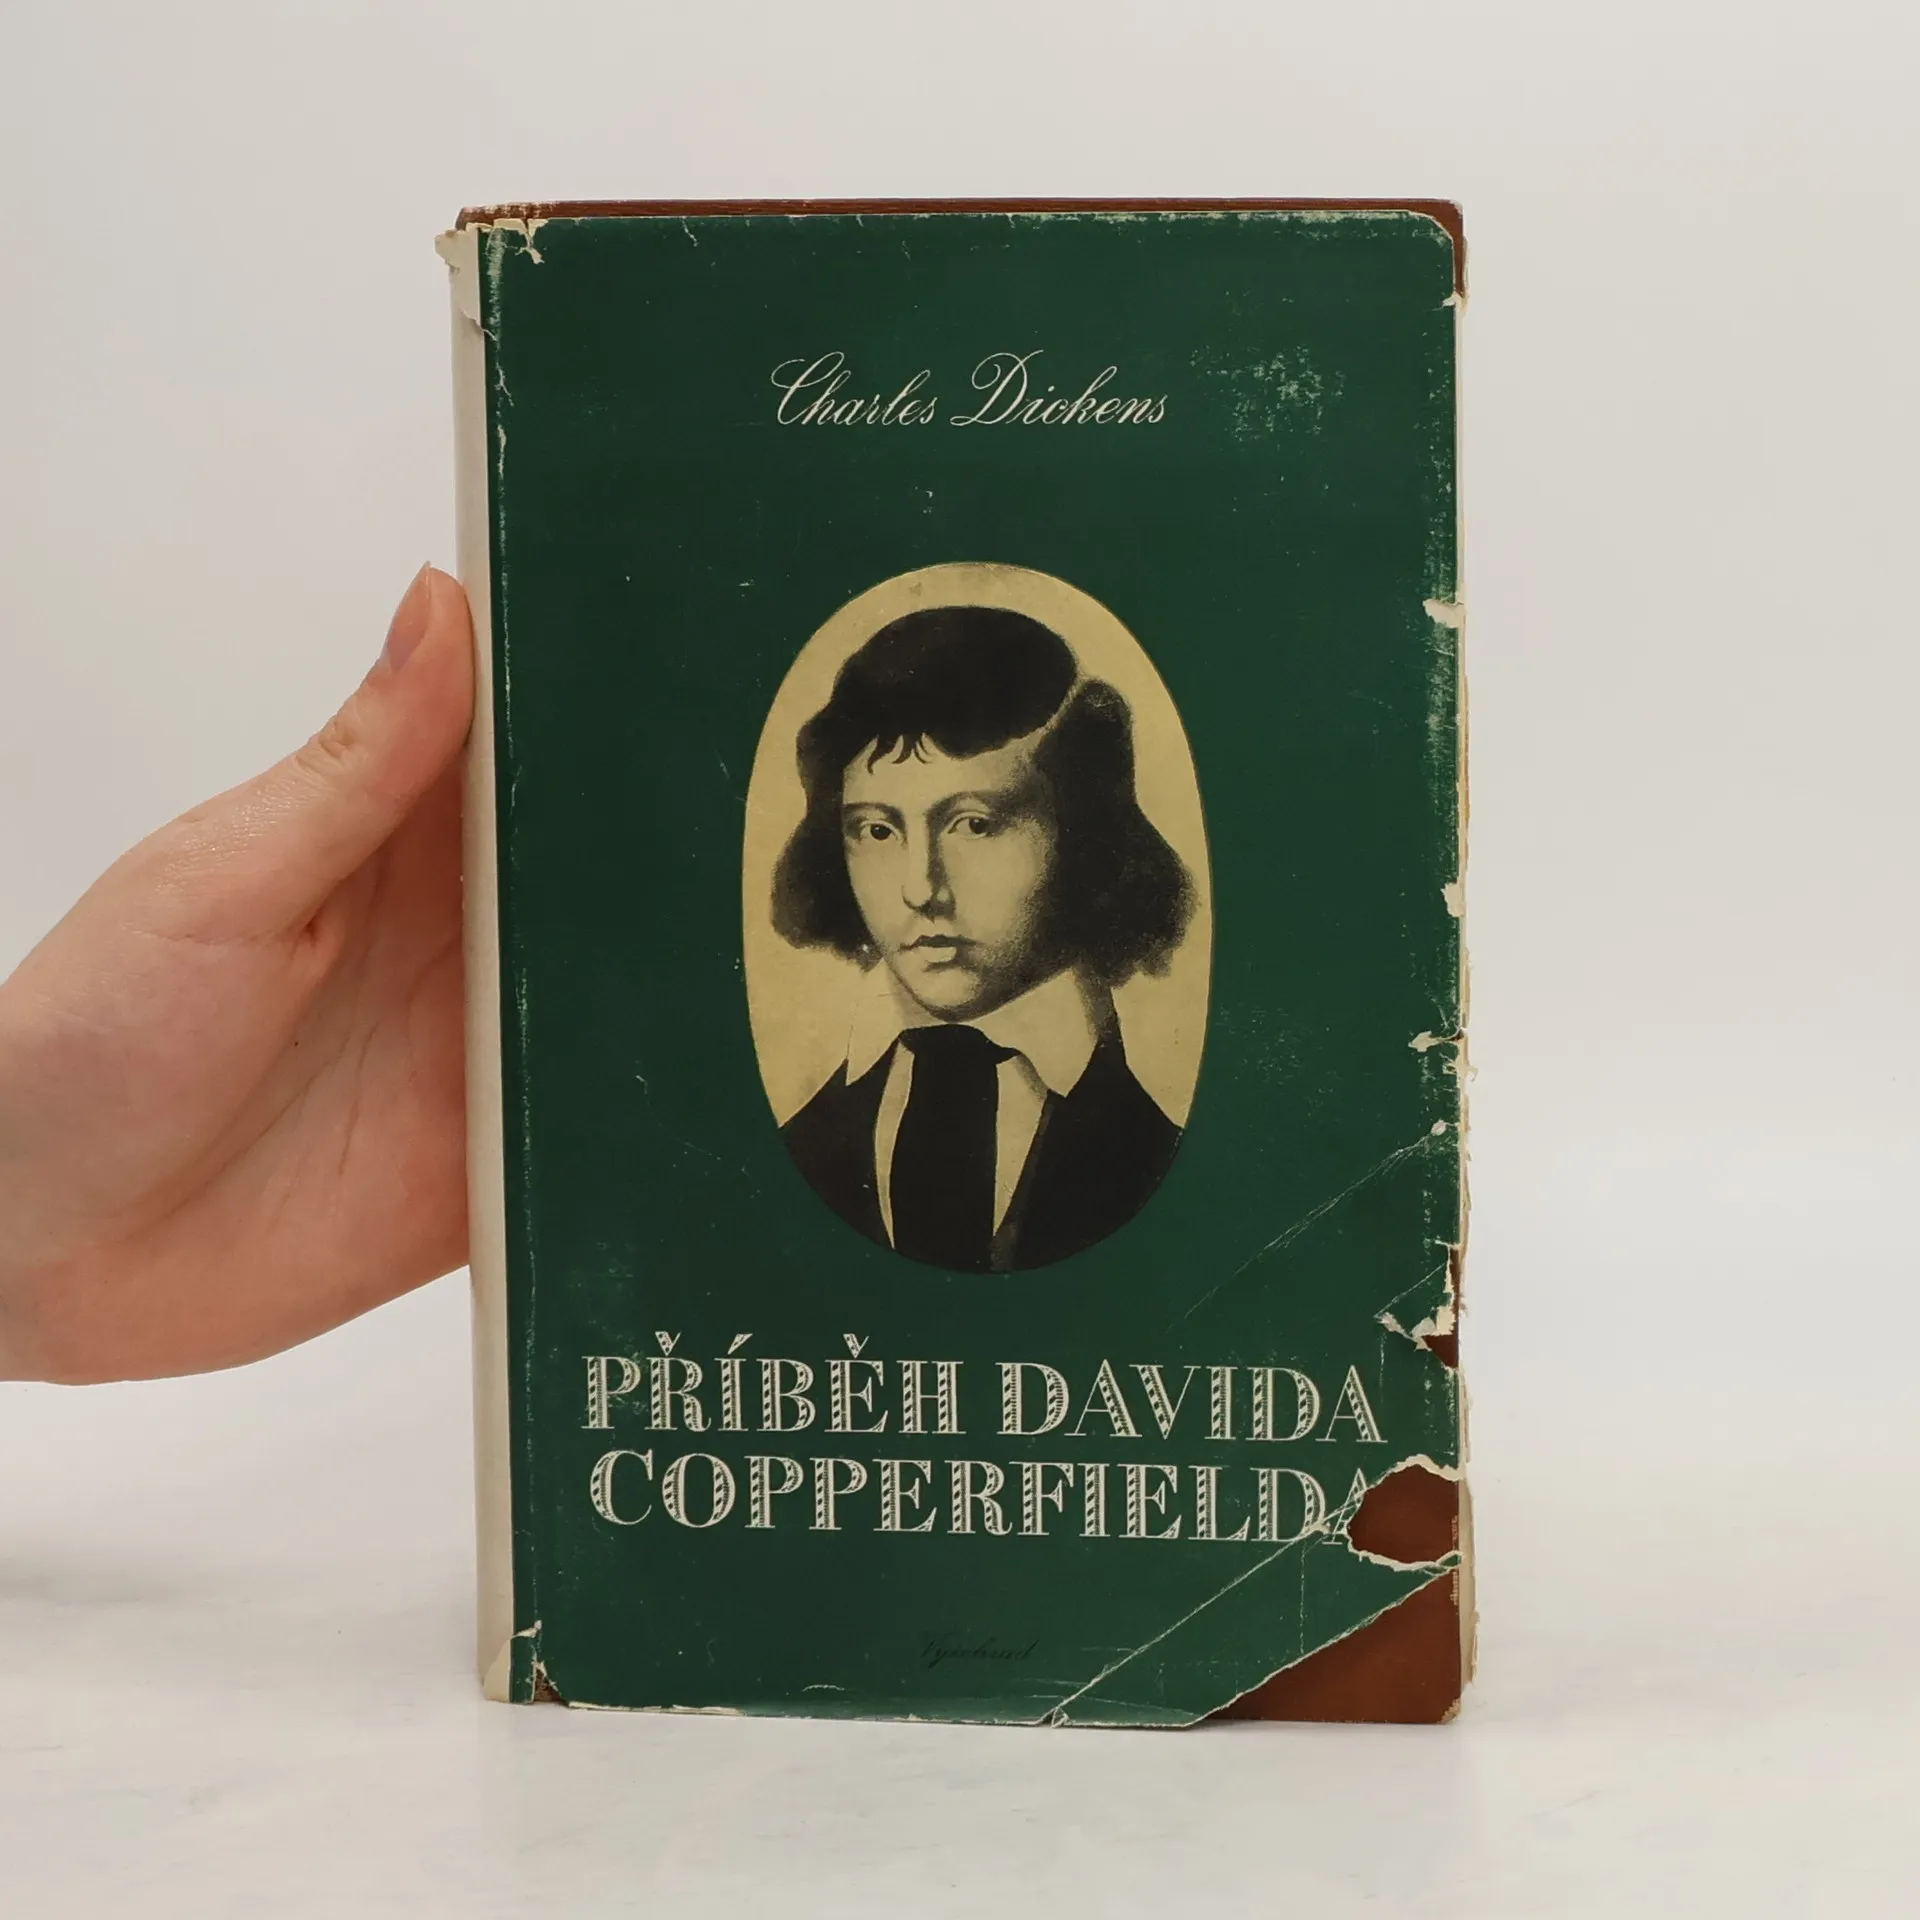 Charles Dickens
PŘÍBĚH DAVIDA
COPPERFIELDA
Vyšehrad